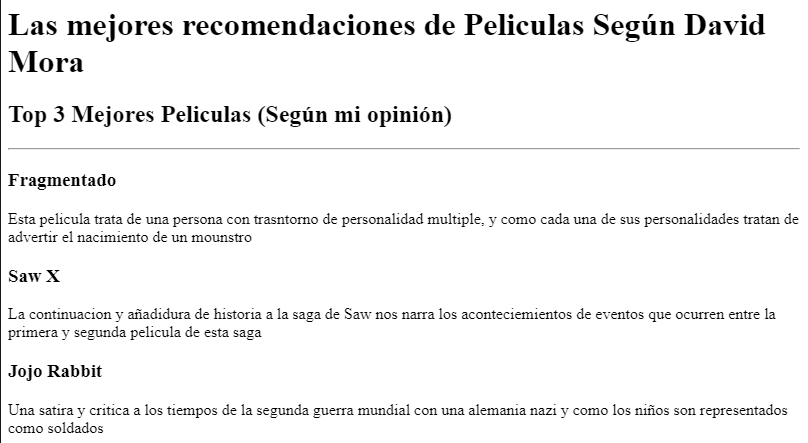 Las mejores recomendaciones de Peliculas Según David
Mora
Top 3 Mejores Peliculas (Según mi opinión)
Fragmentado
Esta pelicula trata de una persona con trasntorno de personalidad multiple, y como cada una de sus personalidades tratan de
advertir el nacimiento de un mounstro
Saw X
La continuacion y añadidura de historia a la saga de Saw nos narra los aconteciemientos de eventos que ocurren entre la
primera y segunda pelicula de esta saga
Jojo Rabbit
Una satira y critica a los tiempos de la segunda guerra mundial con una alemania nazi y como los niños son representados
como soldados